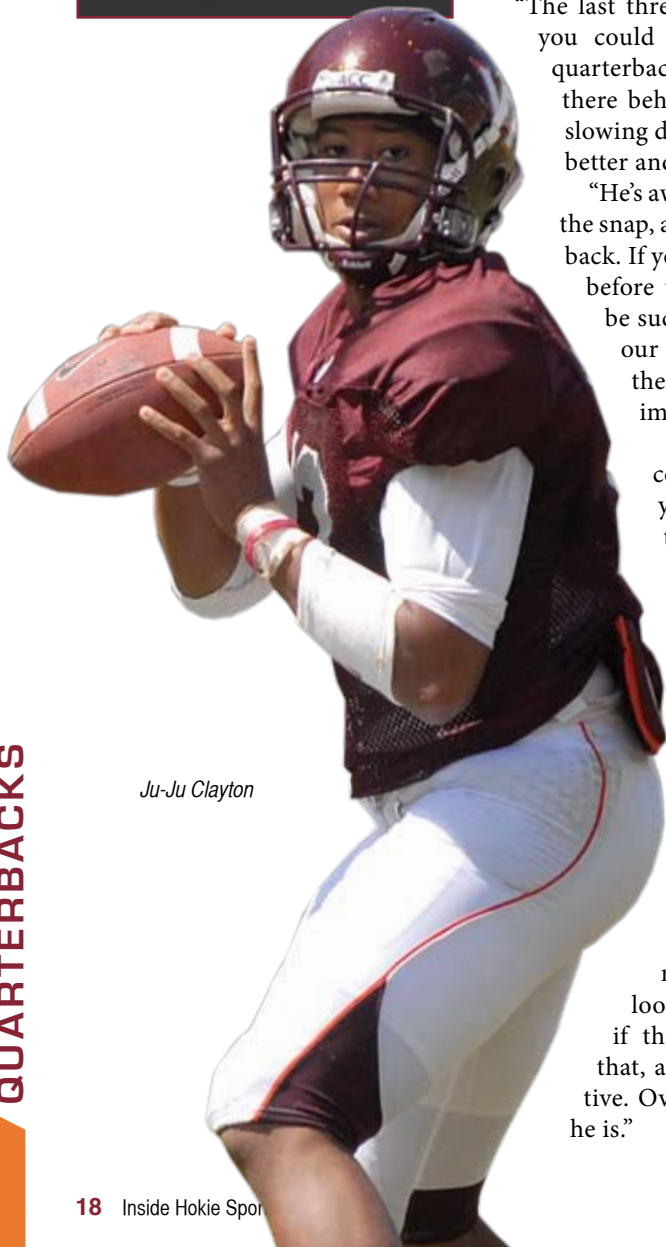 "The last thre
you could
quarterbac
there beh
slowing d
better and
"He's av
the snap, a
back. If yo
before
be suc
our
the
im
co
y
t
ACC
Ju-Ju Clayton
QUARTERBACKS
r
loo
if th
that, a
tive. Ov
he is."
18 Inside Hokie Spor